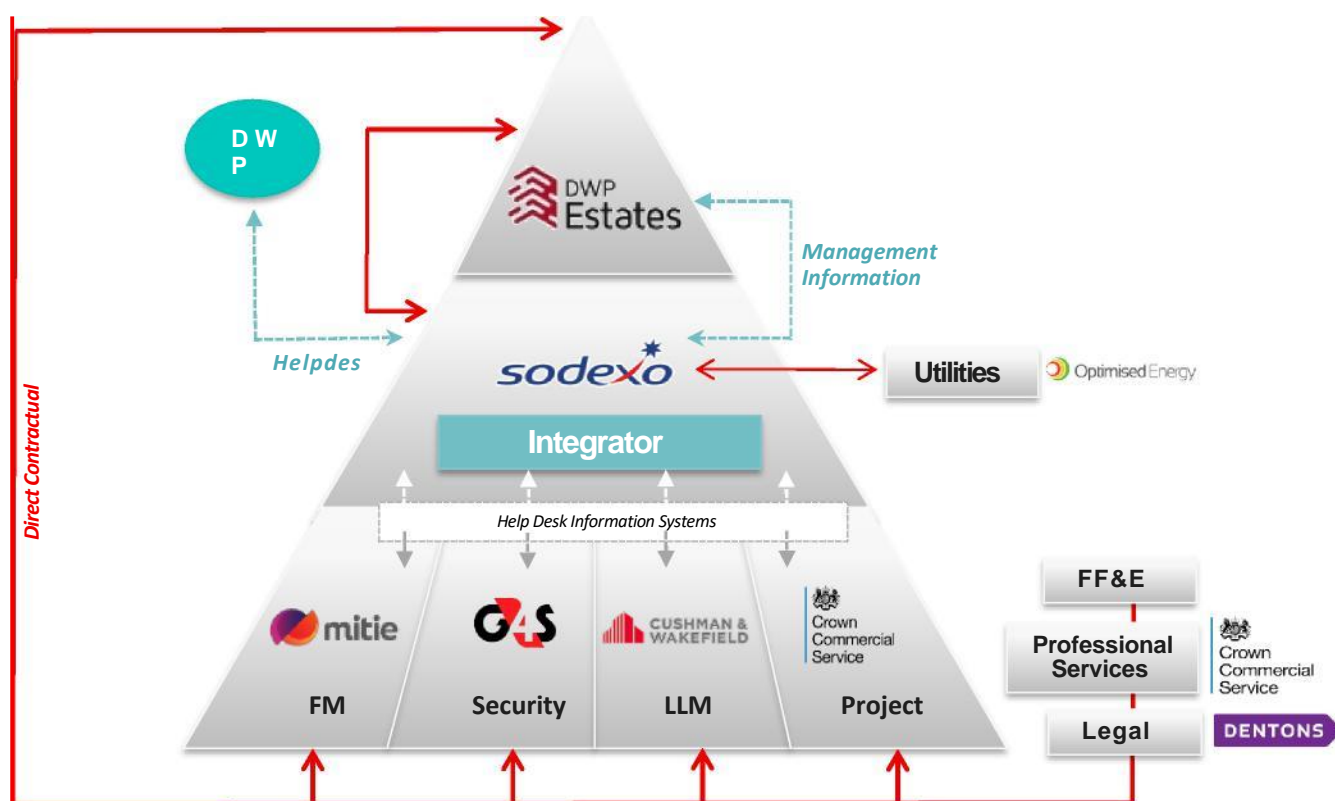 D W
P
DWP
Estates
Management
Information
Helpdes
sodexo
Utilities
Optimised Energy
Integrator
Direct Contractual
Help Desk Information Systems
mitie
G4S
CUSHMAN &
WAKEFIELD
Crown
Commercial
Service
FM
Security
LLM
Project
FF&E
Professional
Services
Crown
Commercial
Service
Legal
DENTONS